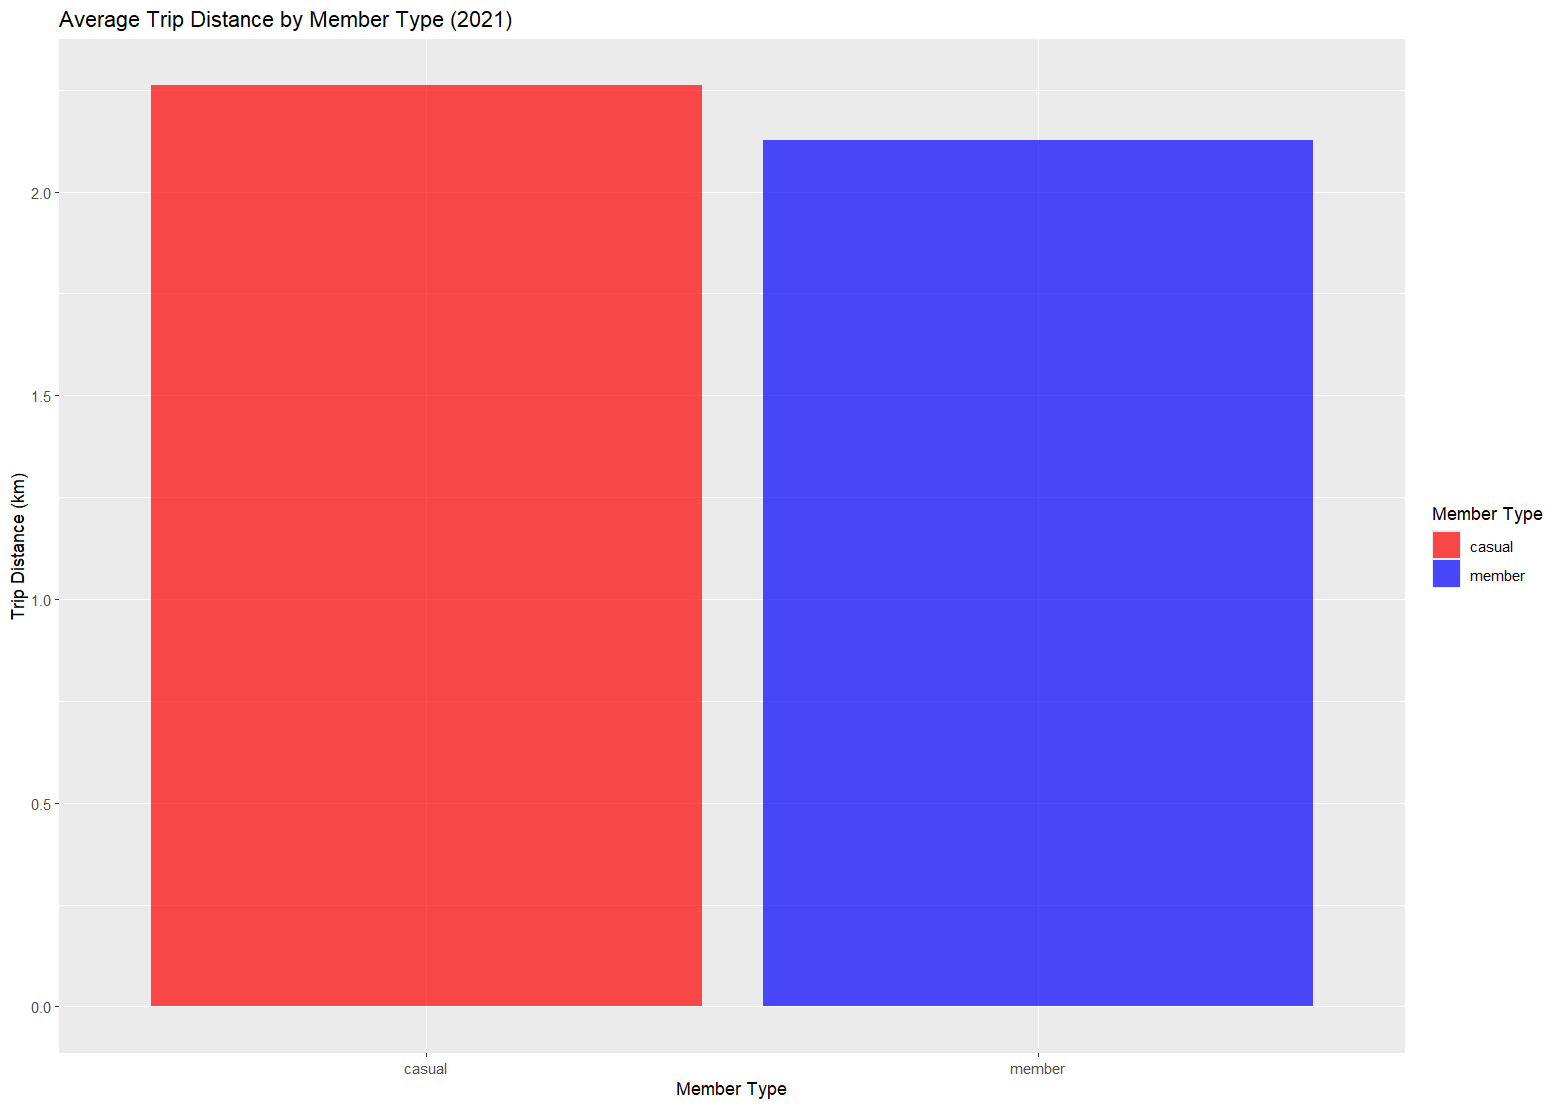 Average Trip Distance by Member Type (2021)
Trip Distance (km)
2.0
1.5
1.0
0.5
0.0
casual
member
Member Type
Member Type
casual
member